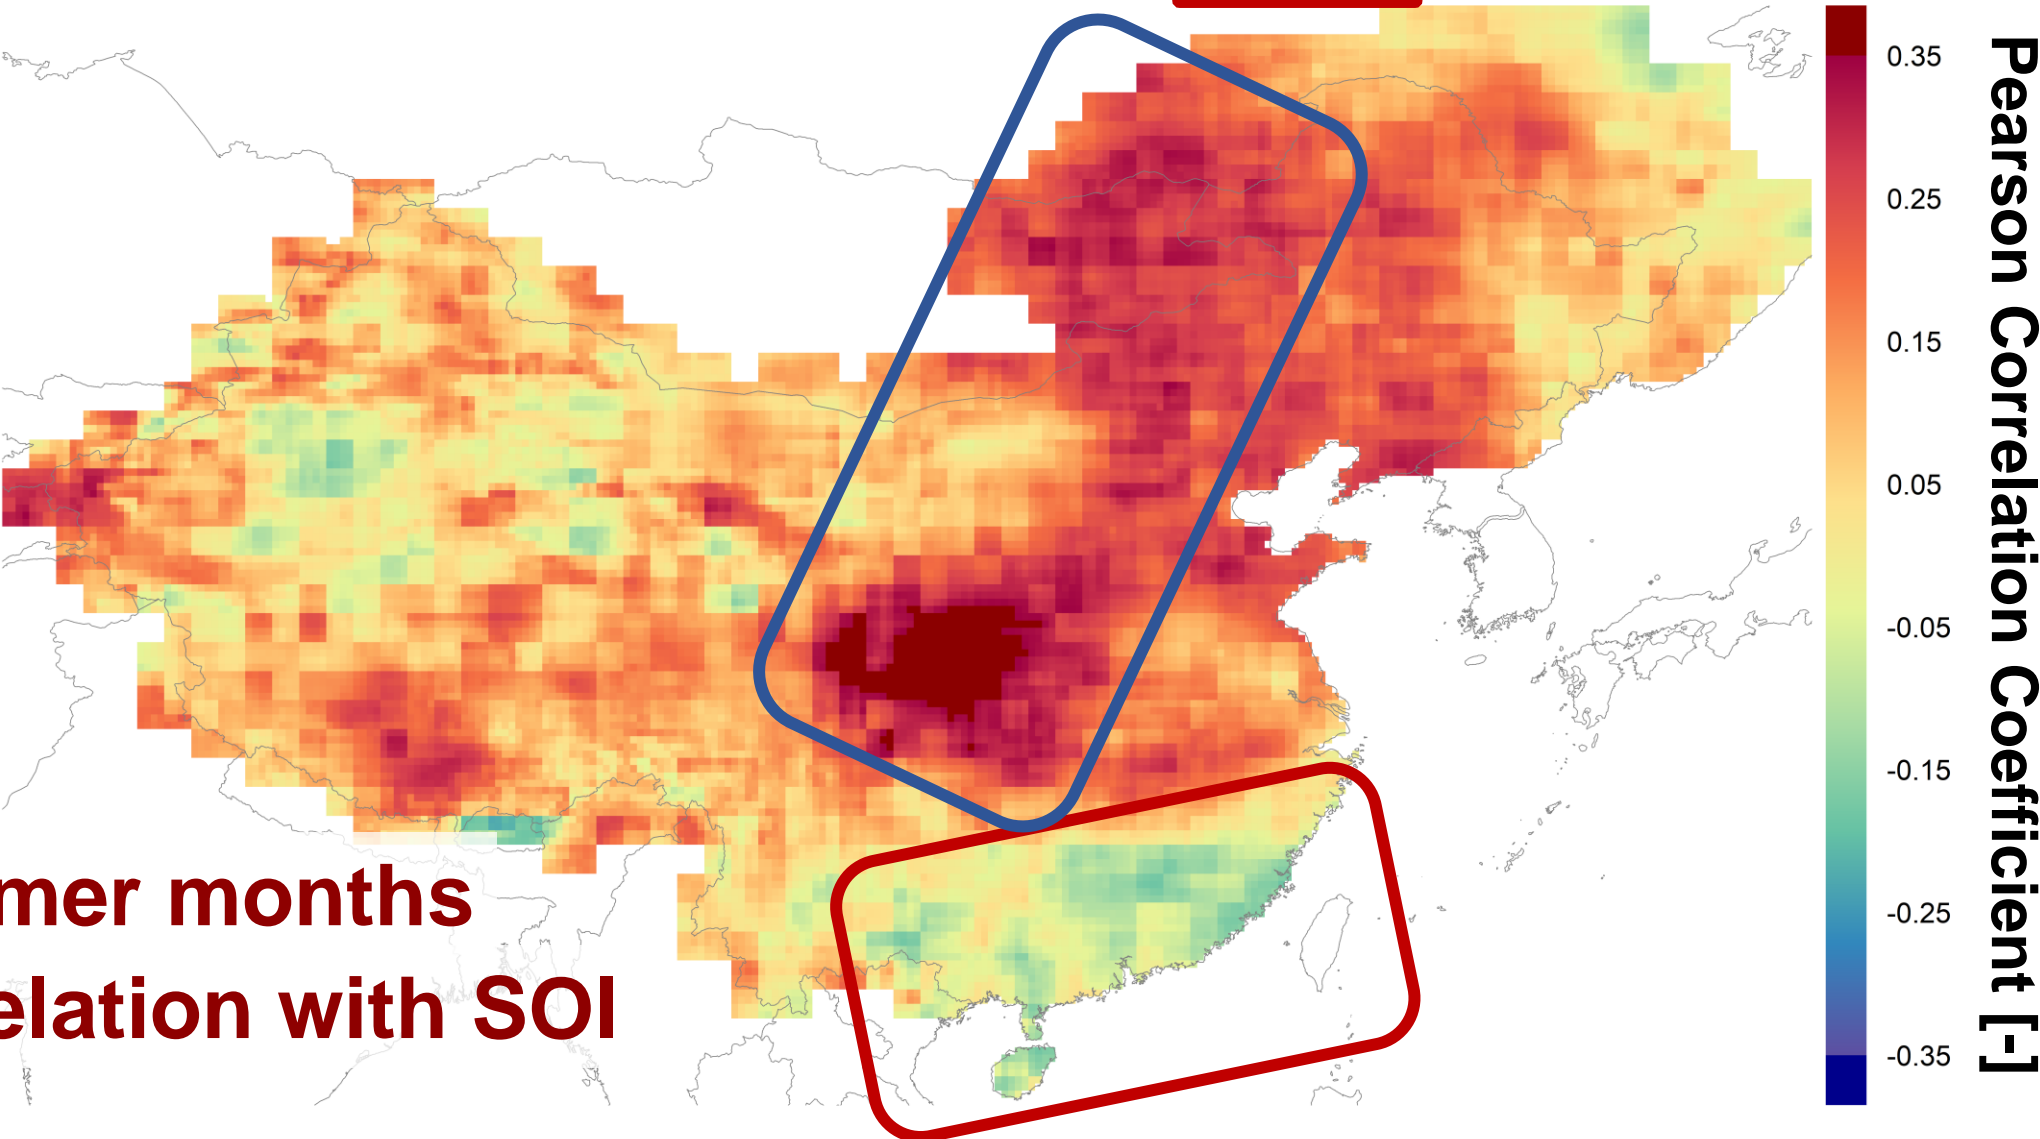 0.35
0.25
0.15
0.05
-0.05
-0.15
-0.25
-0.35
Pearson Correlation Coefficient [-]
mer months
elation with SOI